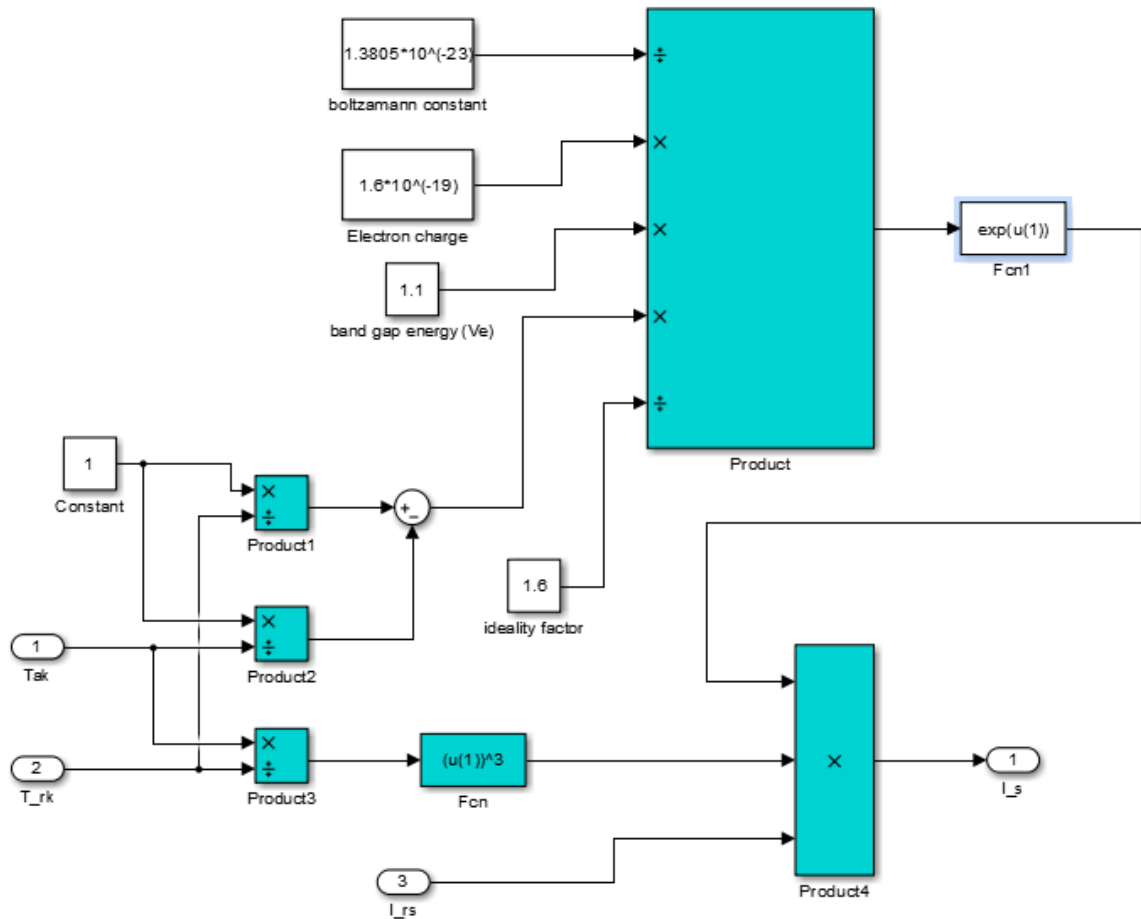 1.3805*10^(-23)
÷
boltzamann constant
×
1.6*10^(-19)
Electron charge
×
exp(u(1))
Fcn1
1.1
band gap energy (Ve)
×
÷
Product
1
Constant
×
÷
Product1
+
-
1.6
ideality factor
×
÷
Product2
1
Tak
×
÷
Product3
2
T_rk
(u(1))^3
Fcn
×
Product4
1
I_s
3
I_rs